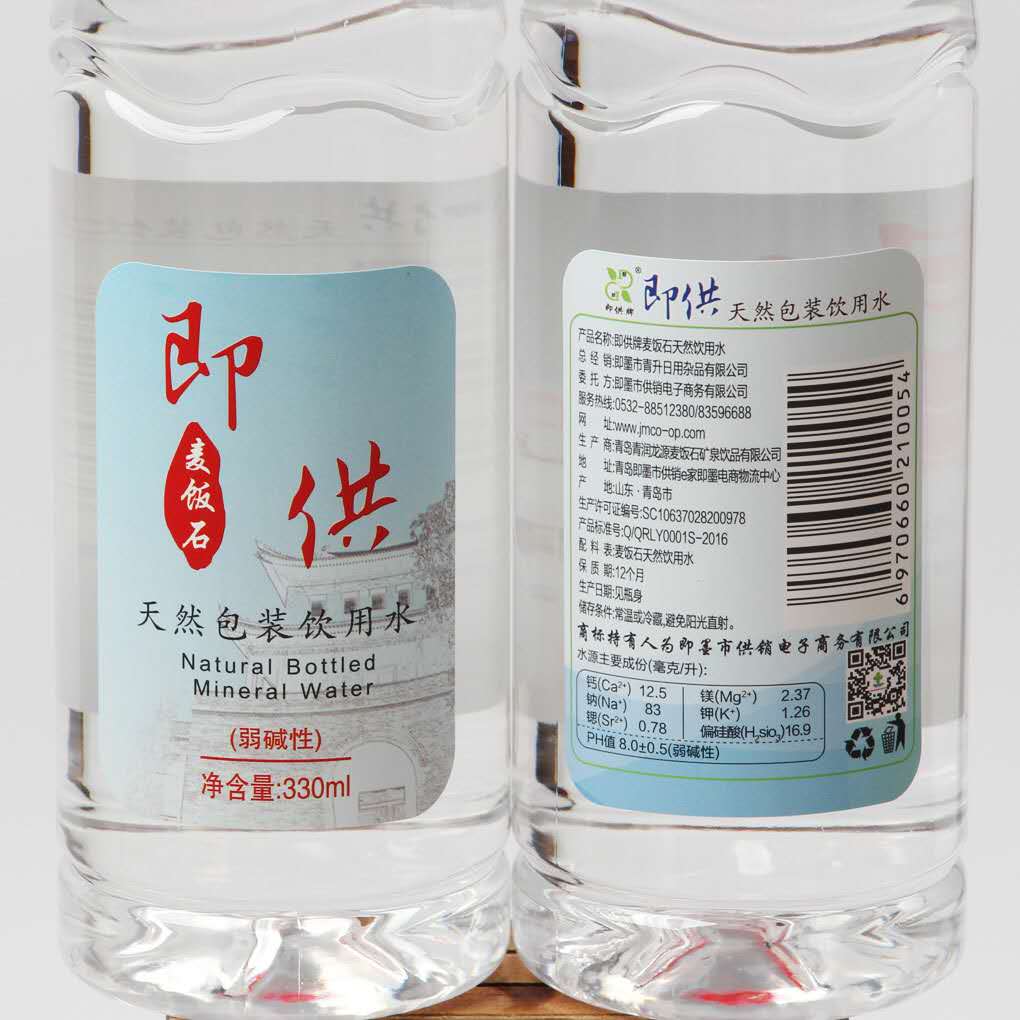 即
供
麦饭石
天然包装饮用水
Natural Bottled
Mineral Water
(弱碱性)
净含量:330ml
即供牌
®
即供 天然包装饮用水
产品名称:即供牌麦饭石天然饮用水
总经销:即墨市青升日用杂品有限公司
委托方:即墨市供销电子商务有限公司
服务热线:0532-88512380/83596688
网址:www.jmco-op.com
生产商:青岛青润龙源麦饭石矿泉饮品有限公司
地址:青岛即墨市供销e家即墨电商物流中心
产地:山东·青岛市
生产许可证编号:SC10637028200978
产品标准号:Q/QRLY0001S-2016
配料表:麦饭石天然饮用水
保质期:12个月
生产日期:见瓶身
储存条件:常温或冷藏,避免阳光直射。
商标持有人为即墨市供销电子商务有限公司
水源主要成份(毫克/升):
钙(Ca²⁺) 12.5 镁(Mg²⁺) 2.37
钠(Na⁺) 83 钾(K⁺) 1.26
锶(Sr²⁺) 0.78 偏硅酸(H₂sio₃)16.9
PH值 8.0±0.5(弱碱性)
6970660210054